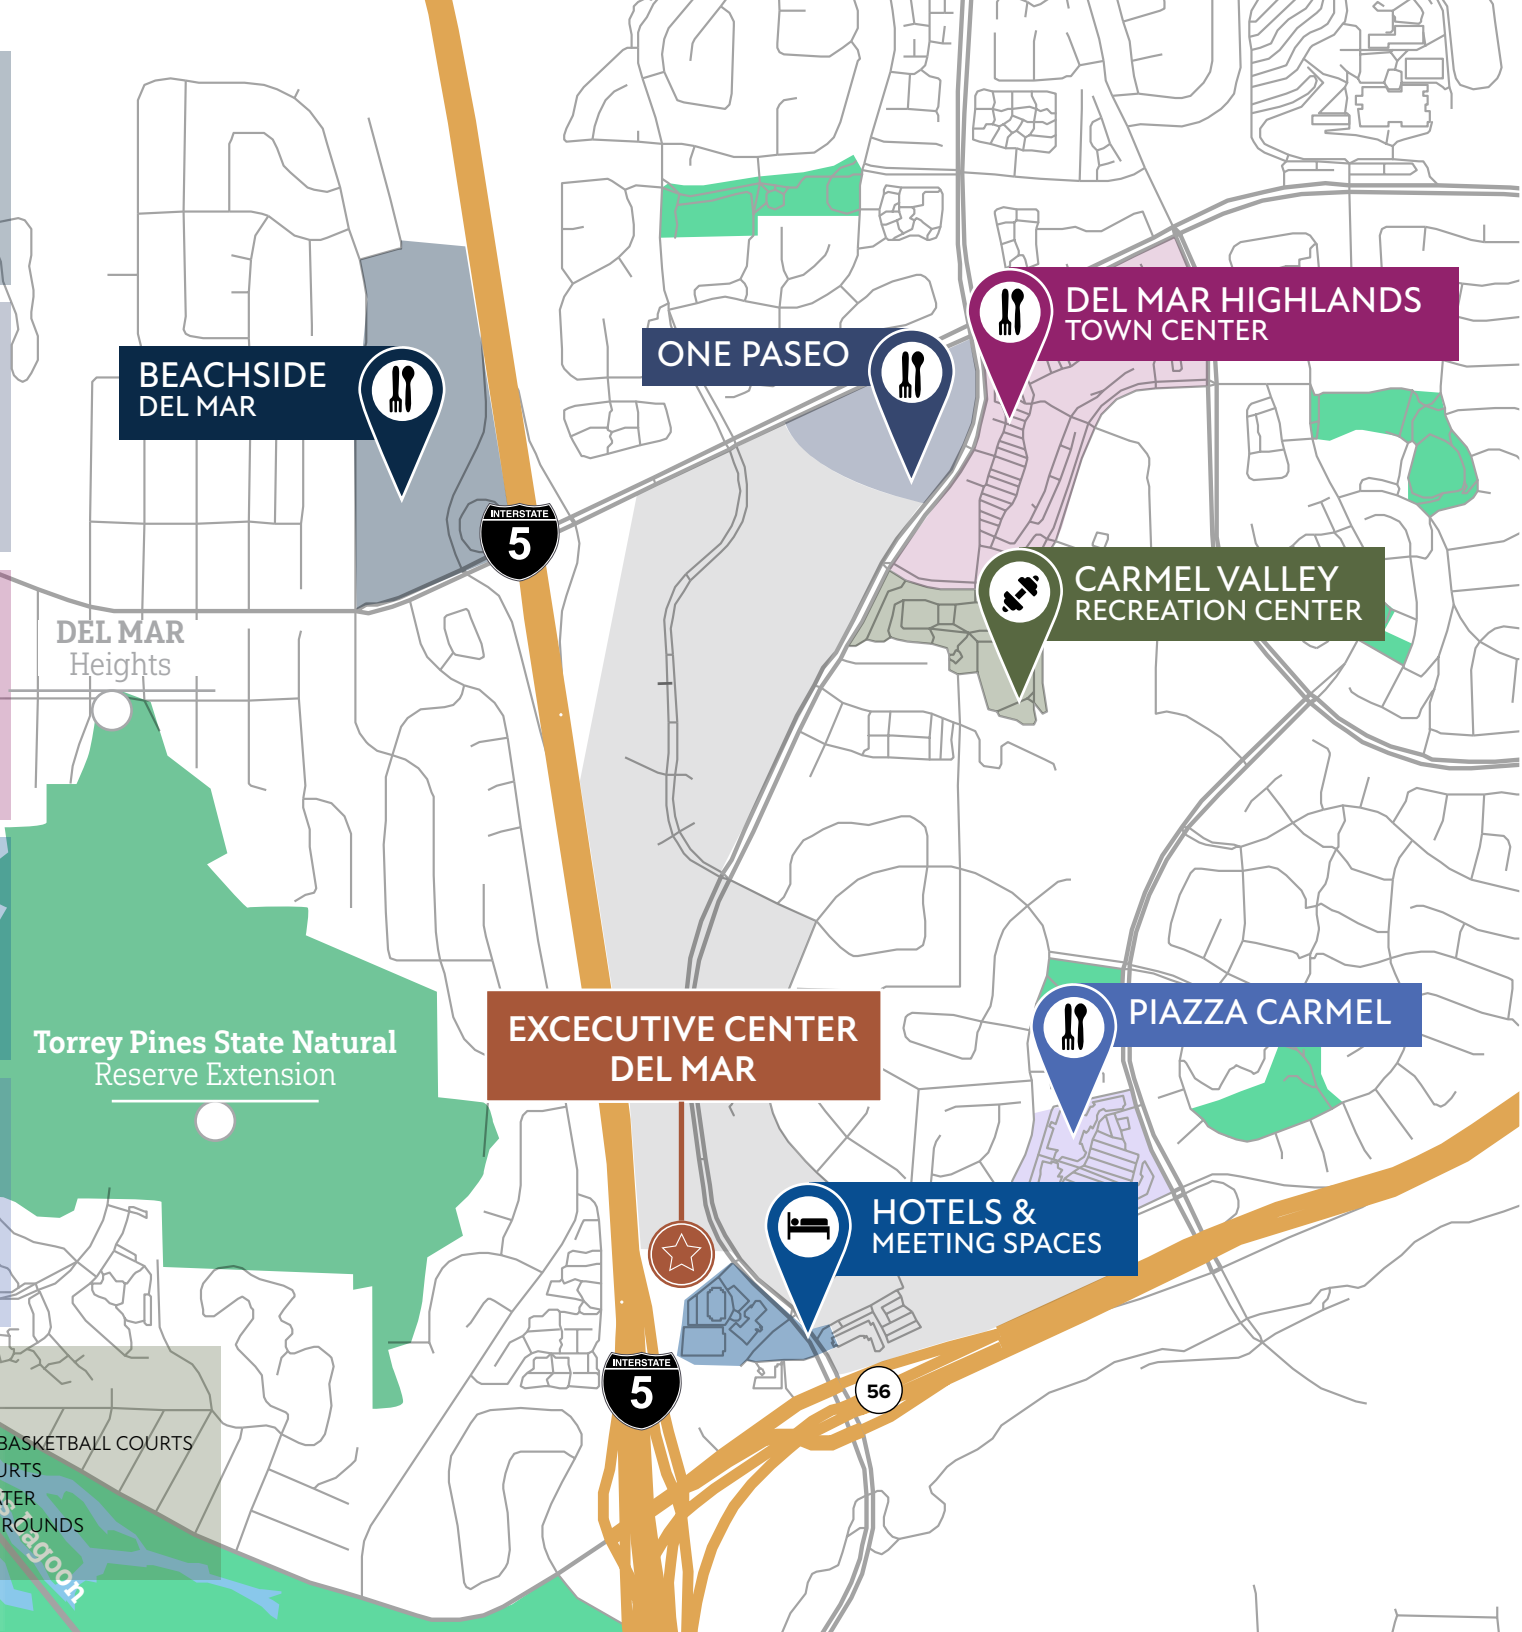 DEL MAR HIGHLANDS
TOWN CENTER
ONE PASEO
BEACHSIDE
DEL MAR
INTERSTATE
5
CARMEL VALLEY
RECREATION CENTER
DEL MAR
Heights
PIAZZA CARMEL
EXCECUTIVE CENTER
DEL MAR
Torrey Pines State Natural
Reserve Extension
HOTELS &
MEETING SPACES
INTERSTATE
5
56
BASKETBALL COURTS
URTS
TER
ROUNDS
Lagoon